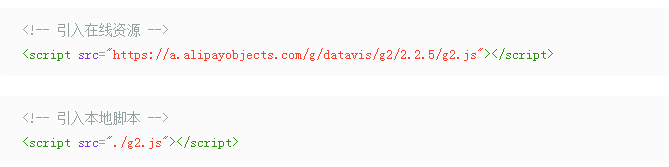 <!-- 引入在线资源 -->
<script src="https://a.alipayobjects.com/g/datavis/g2/2.2.5/g2.js"></script>
<!-- 引入本地脚本 -->
<script src="./g2.js"></script>